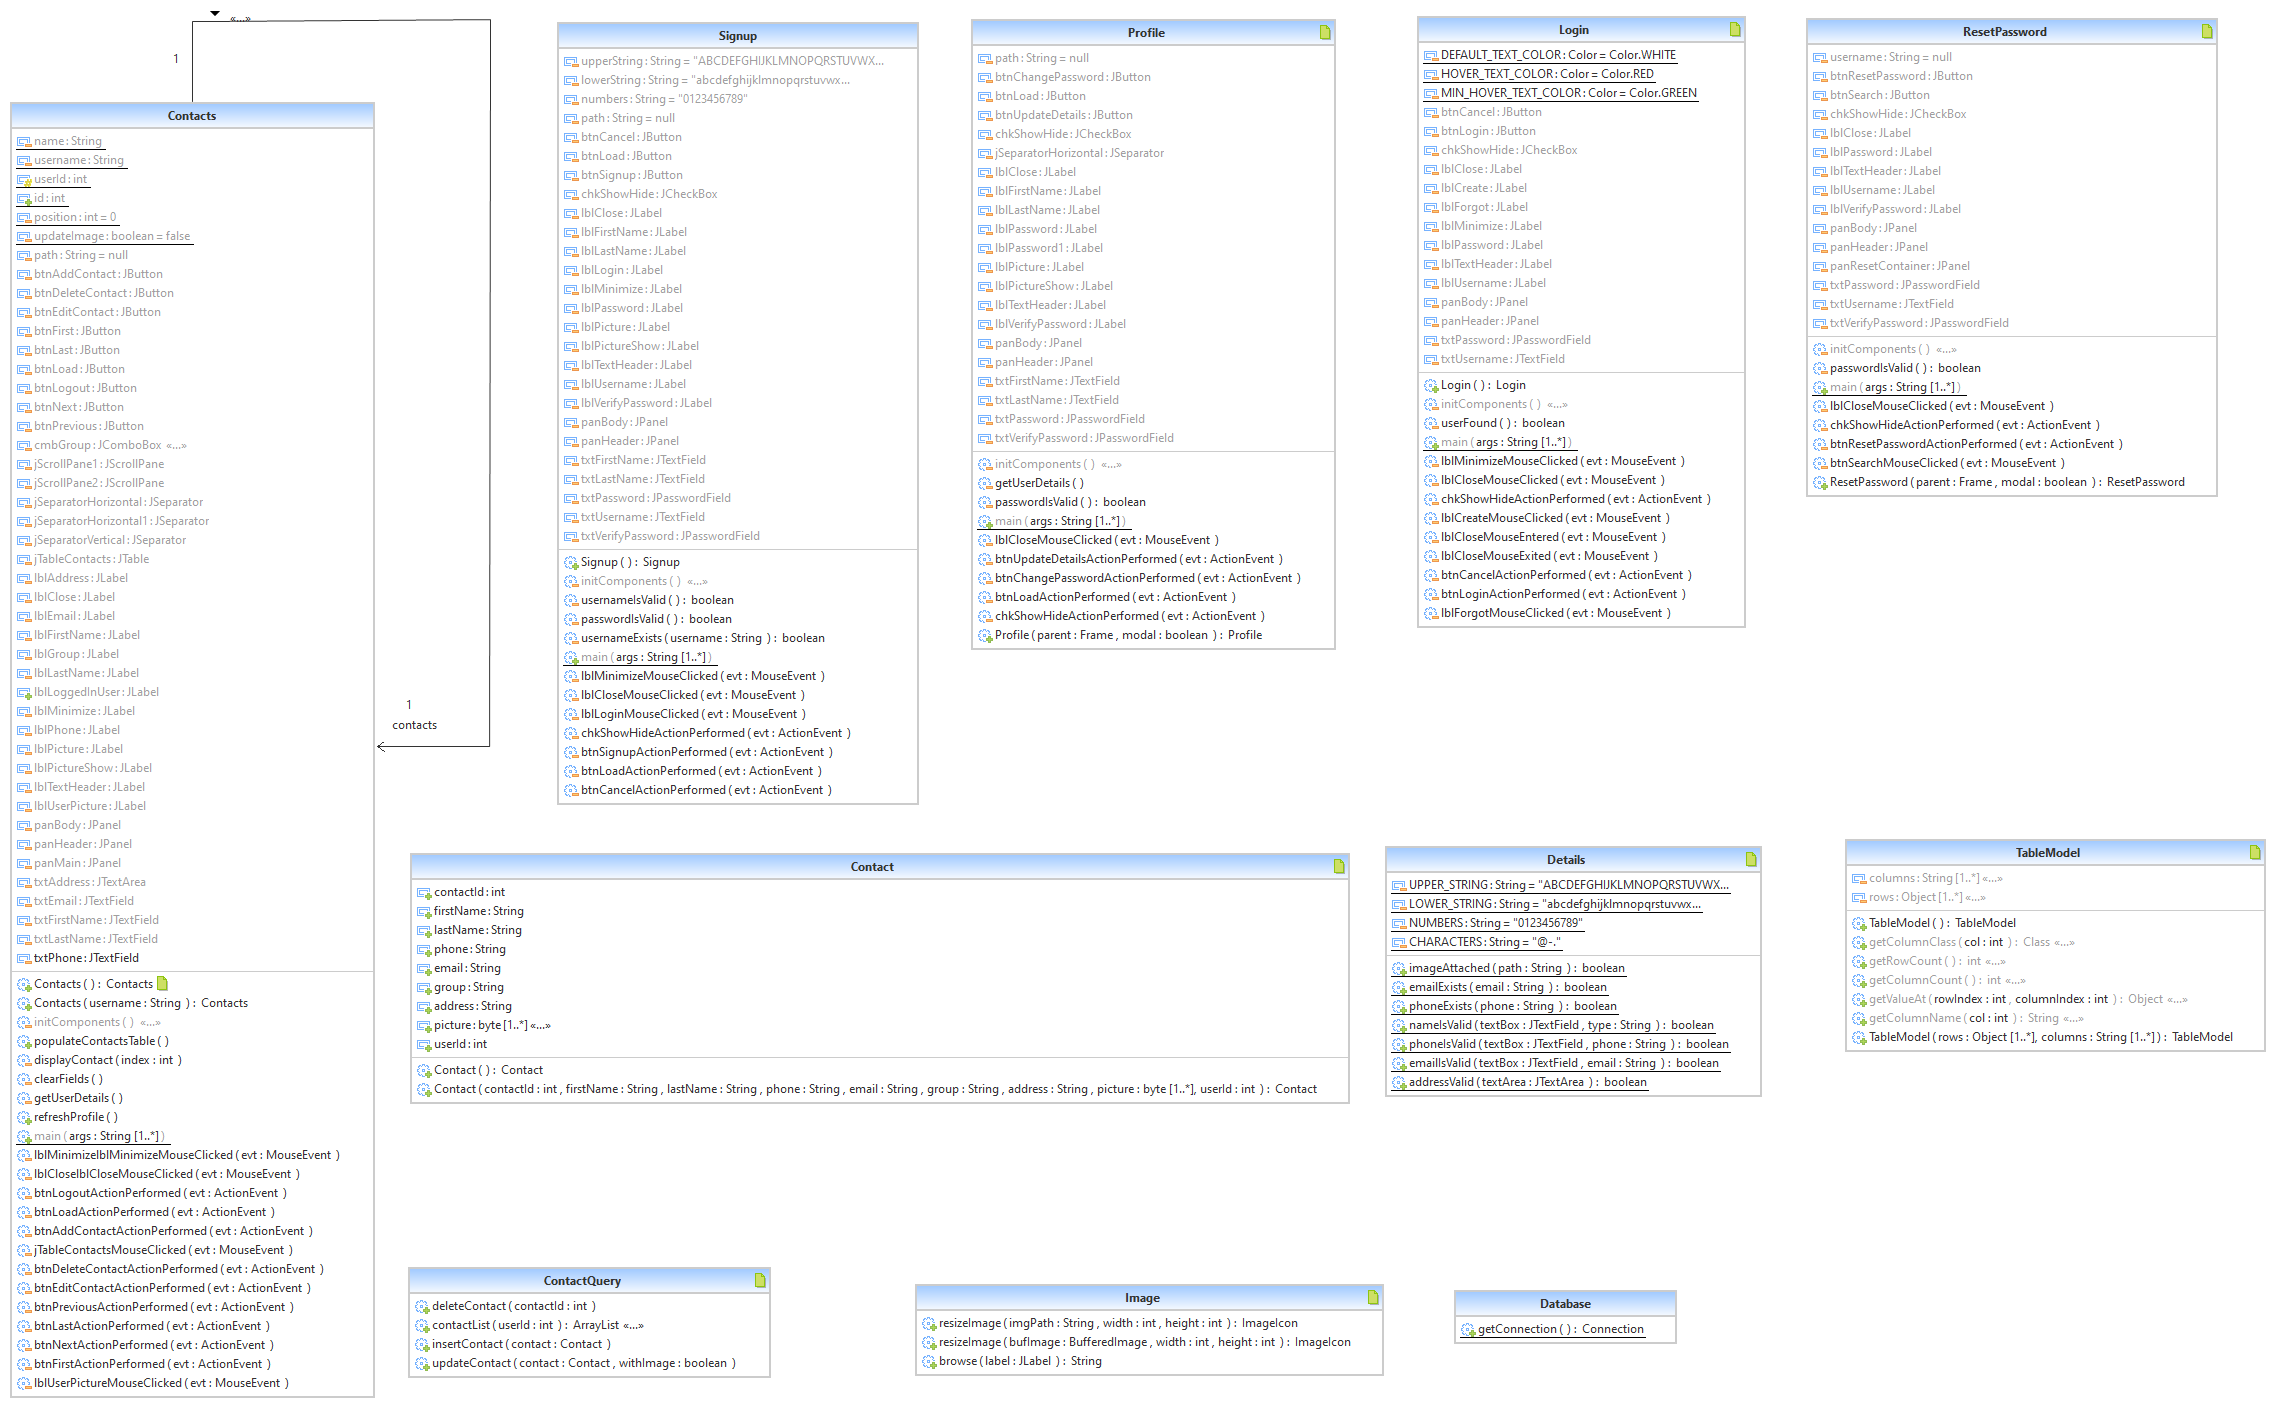 «...»
1
1
contacts
Contacts
name : String
username : String
userId : int
id : int
position : int = 0
updateImage : boolean = false
path : String = null
btnAddContact : JButton
btnDeleteContact : JButton
btnEditContact : JButton
btnFirst : JButton
btnLast : JButton
btnLoad : JButton
btnLogout : JButton
btnNext : JButton
btnPrevious : JButton
cmbGroup : JComboBox «...»
jScrollPane1 : JScrollPane
jScrollPane2 : JScrollPane
jSeparatorHorizontal : JSeparator
jSeparatorHorizontal1 : JSeparator
jSeparatorVertical : JSeparator
jTableContacts : JTable
lblAddress : JLabel
lblClose : JLabel
lblEmail : JLabel
lblFirstName : JLabel
lblGroup : JLabel
lblLastName : JLabel
lblLoggedInUser : JLabel
lblMinimize : JLabel
lblPhone : JLabel
lblPicture : JLabel
lblPictureShow : JLabel
lblTextHeader : JLabel
lblUserPicture : JLabel
panBody : JPanel
panHeader : JPanel
panMain : JPanel
txtAddress : JTextArea
txtEmail : JTextField
txtFirstName : JTextField
txtLastName : JTextField
txtPhone : JTextField
Contacts ( ) : Contacts
Contacts ( username : String ) : Contacts
initComponents ( ) «...»
populateContactsTable ( )
displayContact ( index : int )
clearFields ( )
getUserDetails ( )
refreshProfile ( )
main ( args : String [1..*] )
lblMinimizelblMinimizeMouseClicked ( evt : MouseEvent )
lblCloselblCloseMouseClicked ( evt : MouseEvent )
btnLogoutActionPerformed ( evt : ActionEvent )
btnLoadActionPerformed ( evt : ActionEvent )
btnAddContactActionPerformed ( evt : ActionEvent )
jTableContactsMouseClicked ( evt : MouseEvent )
btnDeleteContactActionPerformed ( evt : ActionEvent )
btnEditContactActionPerformed ( evt : ActionEvent )
btnPreviousActionPerformed ( evt : ActionEvent )
btnLastActionPerformed ( evt : ActionEvent )
btnNextActionPerformed ( evt : ActionEvent )
btnFirstActionPerformed ( evt : ActionEvent )
lblUserPictureMouseClicked ( evt : MouseEvent )
Signup
upperString : String = "ABCDEFGHIJKLMNOPQRSTUVWX...
lowerString : String = "abcdefghijklmnopqrstuvwx...
numbers : String = "0123456789"
path : String = null
btnCancel : JButton
btnLoad : JButton
btnSignup : JButton
chkShowHide : JCheckBox
lblClose : JLabel
lblFirstName : JLabel
lblLastName : JLabel
lblLogin : JLabel
lblMinimize : JLabel
lblPassword : JLabel
lblPicture : JLabel
lblPictureShow : JLabel
lblTextHeader : JLabel
lblUsername : JLabel
lblVerifyPassword : JLabel
panBody : JPanel
panHeader : JPanel
txtFirstName : JTextField
txtLastName : JTextField
txtPassword : JPasswordField
txtUsername : JTextField
txtVerifyPassword : JPasswordField
Signup ( ) : Signup
initComponents ( ) «...»
usernameIsValid ( ) : boolean
passwordIsValid ( ) : boolean
usernameExists ( username : String ) : boolean
main ( args : String [1..*] )
lblMinimizeMouseClicked ( evt : MouseEvent )
lblCloseMouseClicked ( evt : MouseEvent )
lblLoginMouseClicked ( evt : MouseEvent )
chkShowHideActionPerformed ( evt : ActionEvent )
btnSignupActionPerformed ( evt : ActionEvent )
btnLoadActionPerformed ( evt : ActionEvent )
btnCancelActionPerformed ( evt : ActionEvent )
Profile
path : String = null
btnChangePassword : JButton
btnLoad : JButton
btnUpdateDetails : JButton
chkShowHide : JCheckBox
jSeparatorHorizontal : JSeparator
lblClose : JLabel
lblFirstName : JLabel
lblLastName : JLabel
lblPassword : JLabel
lblPassword1 : JLabel
lblPicture : JLabel
lblPictureShow : JLabel
lblTextHeader : JLabel
lblVerifyPassword : JLabel
panBody : JPanel
panHeader : JPanel
txtFirstName : JTextField
txtLastName : JTextField
txtPassword : JPasswordField
txtVerifyPassword : JPasswordField
initComponents ( ) «...»
getUserDetails ( )
passwordIsValid ( ) : boolean
main ( args : String [1..*] )
lblCloseMouseClicked ( evt : MouseEvent )
btnUpdateDetailsActionPerformed ( evt : ActionEvent )
btnChangePasswordActionPerformed ( evt : ActionEvent )
btnLoadActionPerformed ( evt : ActionEvent )
chkShowHideActionPerformed ( evt : ActionEvent )
Profile ( parent : Frame , modal : boolean ) : Profile
Login
DEFAULT_TEXT_COLOR : Color = Color.WHITE
HOVER_TEXT_COLOR : Color = Color.RED
MIN_HOVER_TEXT_COLOR : Color = Color.GREEN
btnCancel : JButton
btnLogin : JButton
chkShowHide : JCheckBox
lblClose : JLabel
lblCreate : JLabel
lblForgot : JLabel
lblMinimize : JLabel
lblPassword : JLabel
lblTextHeader : JLabel
lblUsername : JLabel
panBody : JPanel
panHeader : JPanel
txtPassword : JPasswordField
txtUsername : JTextField
Login ( ) : Login
initComponents ( ) «...»
userFound ( ) : boolean
main ( args : String [1..*] )
lblMinimizeMouseClicked ( evt : MouseEvent )
lblCloseMouseClicked ( evt : MouseEvent )
chkShowHideActionPerformed ( evt : ActionEvent )
lblCreateMouseClicked ( evt : MouseEvent )
lblCloseMouseEntered ( evt : MouseEvent )
lblCloseMouseExited ( evt : MouseEvent )
btnCancelActionPerformed ( evt : ActionEvent )
btnLoginActionPerformed ( evt : ActionEvent )
lblForgotMouseClicked ( evt : MouseEvent )
ResetPassword
username : String = null
btnResetPassword : JButton
btnSearch : JButton
chkShowHide : JCheckBox
lblClose : JLabel
lblPassword : JLabel
lblTextHeader : JLabel
lblUsername : JLabel
lblVerifyPassword : JLabel
panBody : JPanel
panHeader : JPanel
panResetContainer : JPanel
txtPassword : JPasswordField
txtUsername : JTextField
txtVerifyPassword : JPasswordField
initComponents ( ) «...»
passwordIsValid ( ) : boolean
main ( args : String [1..*] )
lblCloseMouseClicked ( evt : MouseEvent )
chkShowHideActionPerformed ( evt : ActionEvent )
btnResetPasswordActionPerformed ( evt : ActionEvent )
btnSearchMouseClicked ( evt : MouseEvent )
ResetPassword ( parent : Frame , modal : boolean ) : ResetPassword
Contact
contactId : int
firstName : String
lastName : String
phone : String
email : String
group : String
address : String
picture : byte [1..*] «...»
userId : int
Contact ( ) : Contact
Contact ( contactId : int , firstName : String , lastName : String , phone : String , email : String , group : String , address : String , picture : byte [1..*], userId : int ) : Contact
Details
UPPER_STRING : String = "ABCDEFGHIJKLMNOPQRSTUVWX...
LOWER_STRING : String = "abcdefghijklmnopqrstuvwx...
NUMBERS : String = "0123456789"
CHARACTERS : String = "@-."
imageAttached ( path : String ) : boolean
emailExists ( email : String ) : boolean
phoneExists ( phone : String ) : boolean
nameIsValid ( textBox : JTextField , type : String ) : boolean
phoneIsValid ( textBox : JTextField , phone : String ) : boolean
emailIsValid ( textBox : JTextField , email : String ) : boolean
addressValid ( textArea : JTextArea ) : boolean
TableModel
columns : String [1..*] «...»
rows : Object [1..*] «...»
TableModel ( ) : TableModel
getColumnClass ( col : int ) : Class «...»
getRowCount ( ) : int «...»
getColumnCount ( ) : int «...»
getValueAt ( rowIndex : int , columnIndex : int ) : Object «...»
getColumnName ( col : int ) : String «...»
TableModel ( rows : Object [1..*], columns : String [1..*] ) : TableModel
ContactQuery
deleteContact ( contactId : int )
contactList ( userId : int ) : ArrayList «...»
insertContact ( contact : Contact )
updateContact ( contact : Contact , withImage : boolean )
Image
resizeImage ( imgPath : String , width : int , height : int ) : ImageIcon
resizeImage ( bufImage : BufferedImage , width : int , height : int ) : ImageIcon
browse ( label : JLabel ) : String
Database
getConnection ( ) : Connection